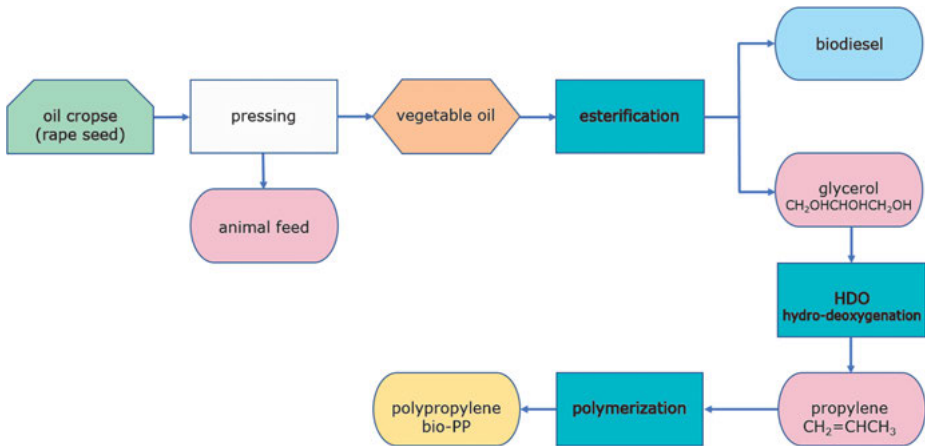 biodiesel
oil cropse
(rape seed)
pressing
vegetable oil
esterification
animal feed
glycerol
CH₂OHCHOHCH₂OH
HDO
hydro-deoxygenation
polypropylene
bio-PP
polymerization
propylene
CH₂=CHCH₃